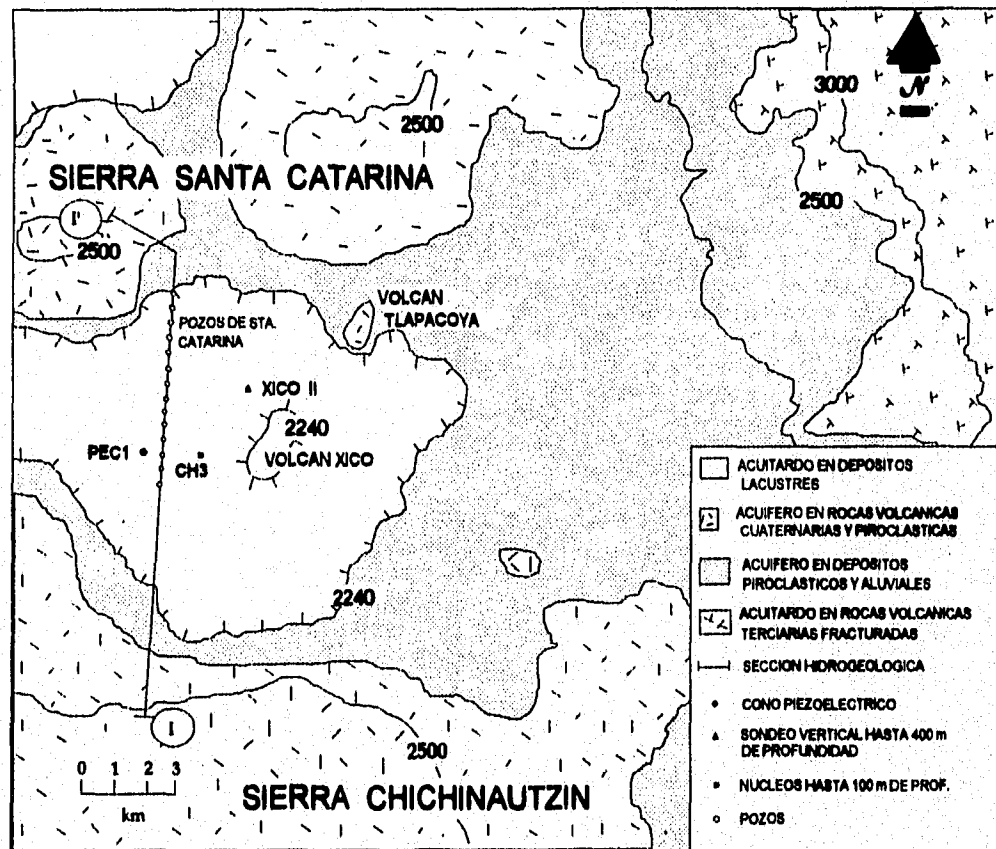 N
3000
2500
2500
SIERRA SANTA CATARINA
I'
2500
VOLCAN
TLAPACOYA
POZOS DE STA.
CATARINA
XICO II
2240
VOLCAN XICO
PEC1
CH3
2240
2500
I
0 1 2 3
km
SIERRA CHICHINAUTZIN
ACUITARDO EN DEPOSITOS
LACUSTRES
ACUIFERO EN ROCAS VOLCANICAS
CUATERNARIAS Y PIROCLASTICAS
ACUIFERO EN DEPOSITOS
PIROCLASTICOS Y ALUVIALES
ACUITARDO EN ROCAS VOLCANICAS
TERCIARIAS FRACTURADAS
SECCION HIDROGEOLOGICA
CONO PIEZOELECTRICO
SONDEO VERTICAL HASTA 400 m
DE PROFUNDIDAD
NUCLEOS HASTA 100 m DE PROF.
POZOS